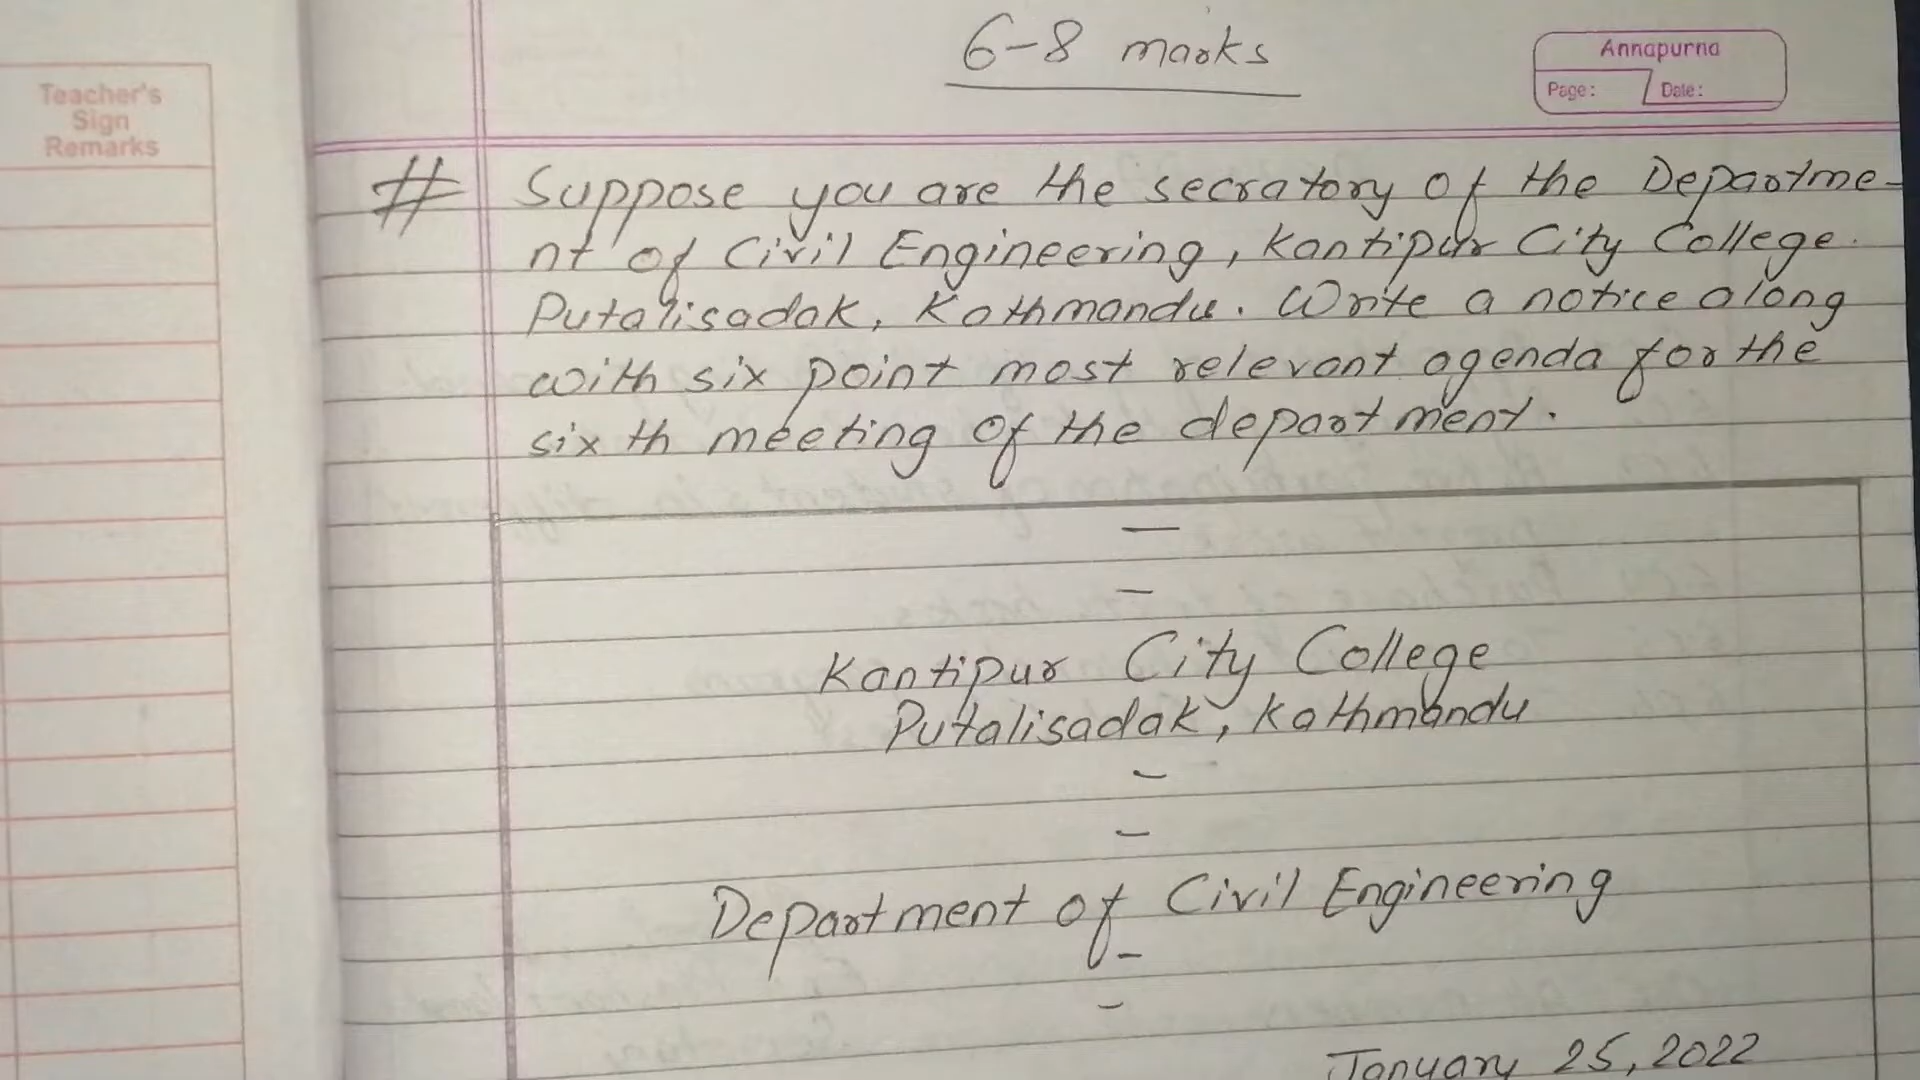 6-8 marks
Annapurna
Page: Date:
Teacher's
Sign
Remarks
# Suppose you are the secratory of the Departme-
nt of Civil Engineering, Kantipur City College.
Putalisadak, Kathmandu. Write a notice along
with six point most relevant agenda for the
sixth meeting of the department.
Kantipur City College
Putalisadak, Kathmandu
Department of Civil Engineering
January 25, 2022